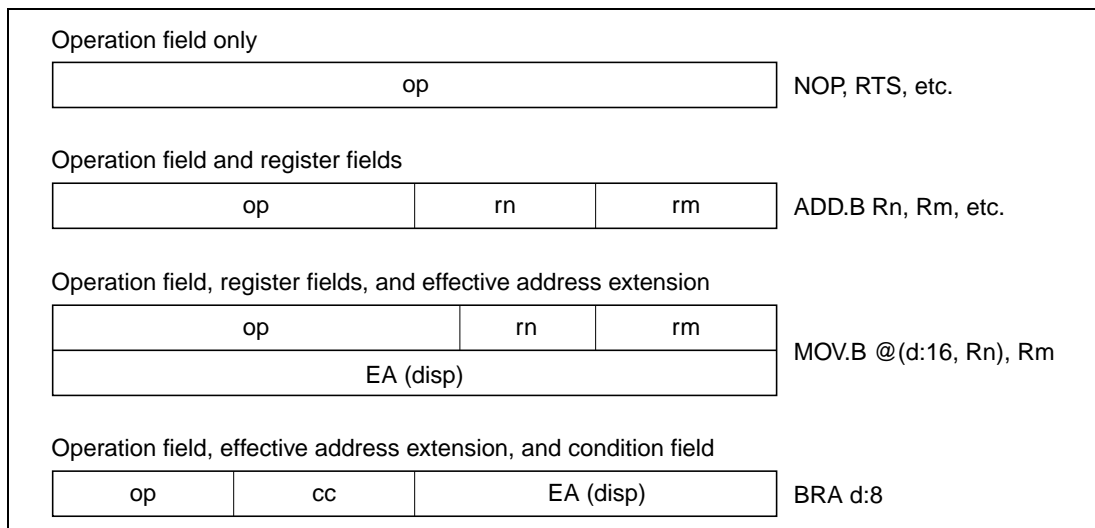 Operation field only
op
NOP, RTS, etc.
Operation field and register fields
op rn rm
ADD.B Rn, Rm, etc.
Operation field, register fields, and effective address extension
op rn rm
EA (disp)
MOV.B @(d:16, Rn), Rm
Operation field, effective address extension, and condition field
op cc EA (disp)
BRA d:8